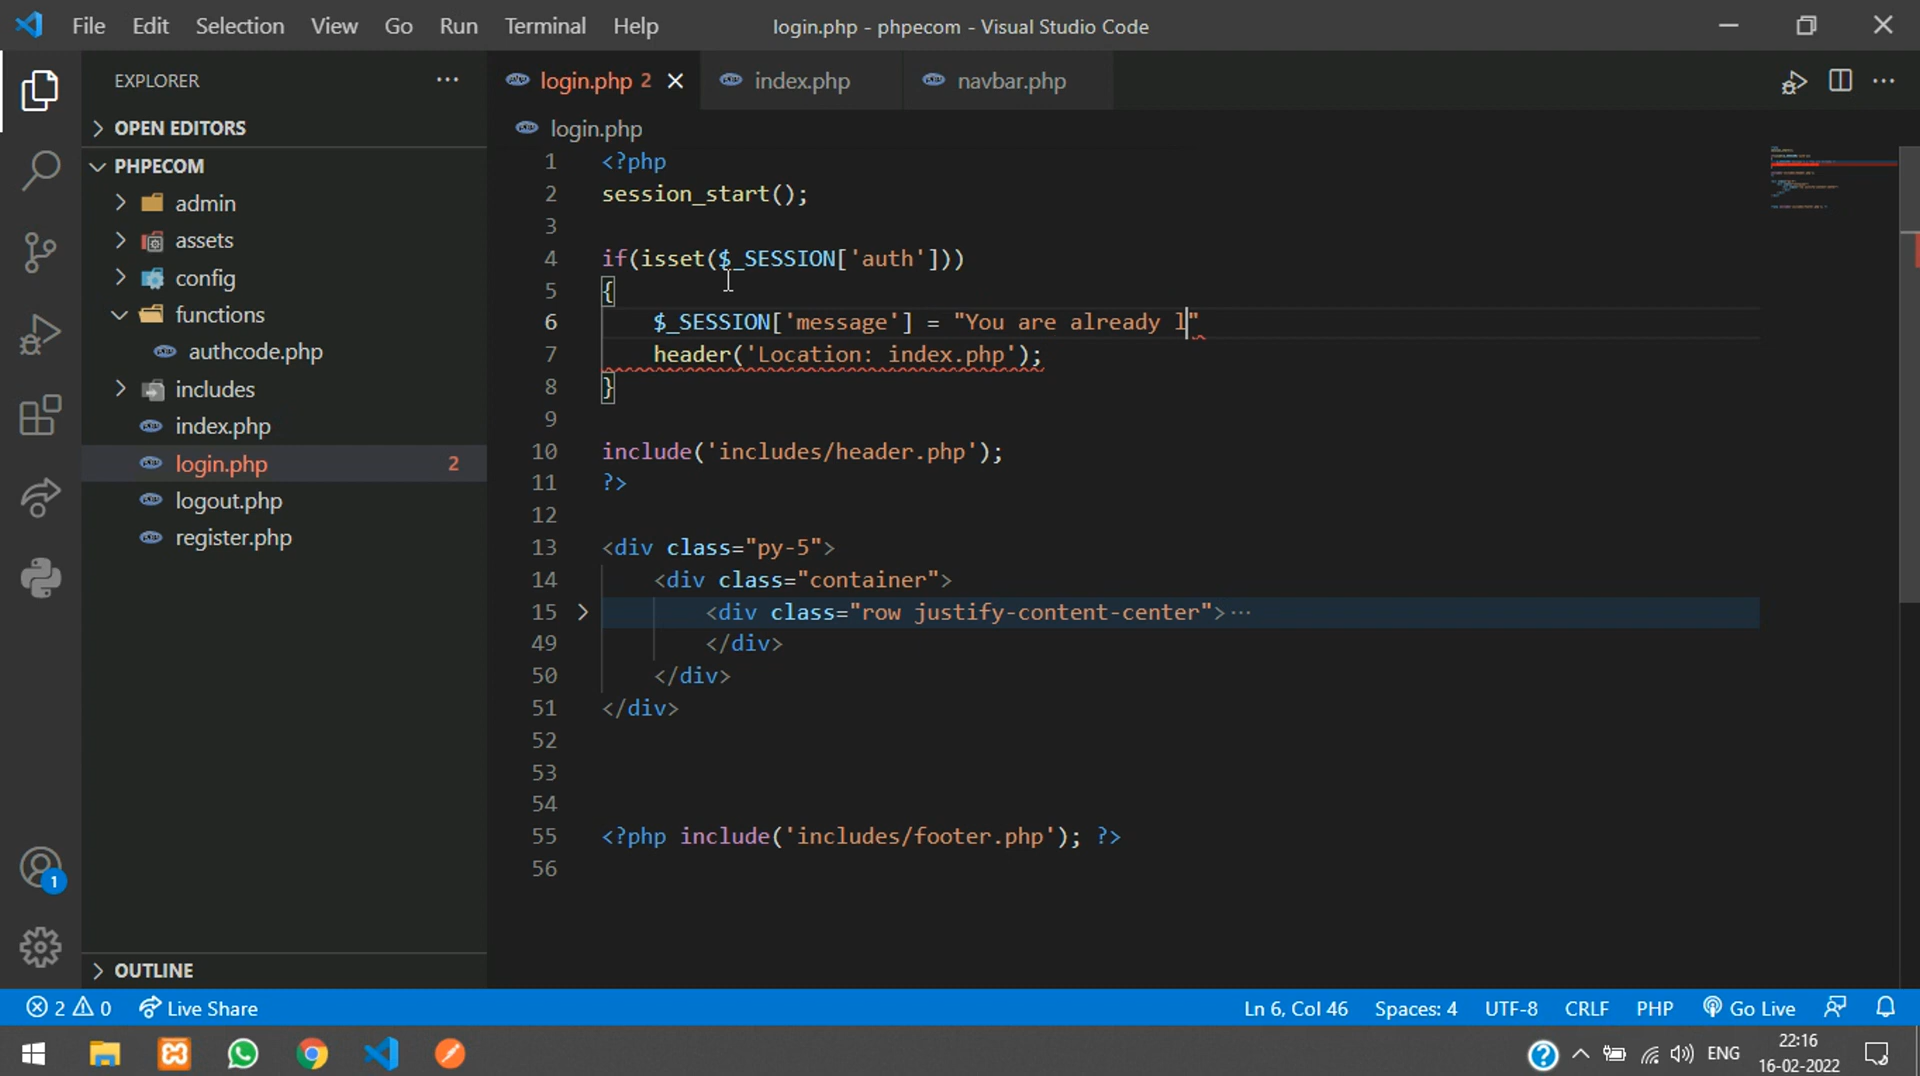 File Edit Selection View Go Run Terminal Help login.php - phpecom - Visual Studio Code
EXPLORER
OPEN EDITORS
PHPECOM
admin
assets
config
functions
authcode.php
includes
index.php
login.php 2
logout.php
register.php
OUTLINE
login.php 2 index.php navbar.php
login.php
1 <?php
2 session_start();
3
4 if(isset($_SESSION['auth']))
5 {
6 $_SESSION['message'] = "You are already l"
7 header('Location: index.php');
8 }
9
10 include('includes/header.php');
11 ?>
12
13 <div class="py-5">
14 <div class="container">
15 <div class="row justify-content-center">···
49 </div>
50 </div>
51 </div>
52
53
54
55 <?php include('includes/footer.php'); ?>
56
1
2 0 Live Share Ln 6, Col 46 Spaces: 4 UTF-8 CRLF PHP Go Live
ENG 22:16
16-02-2022